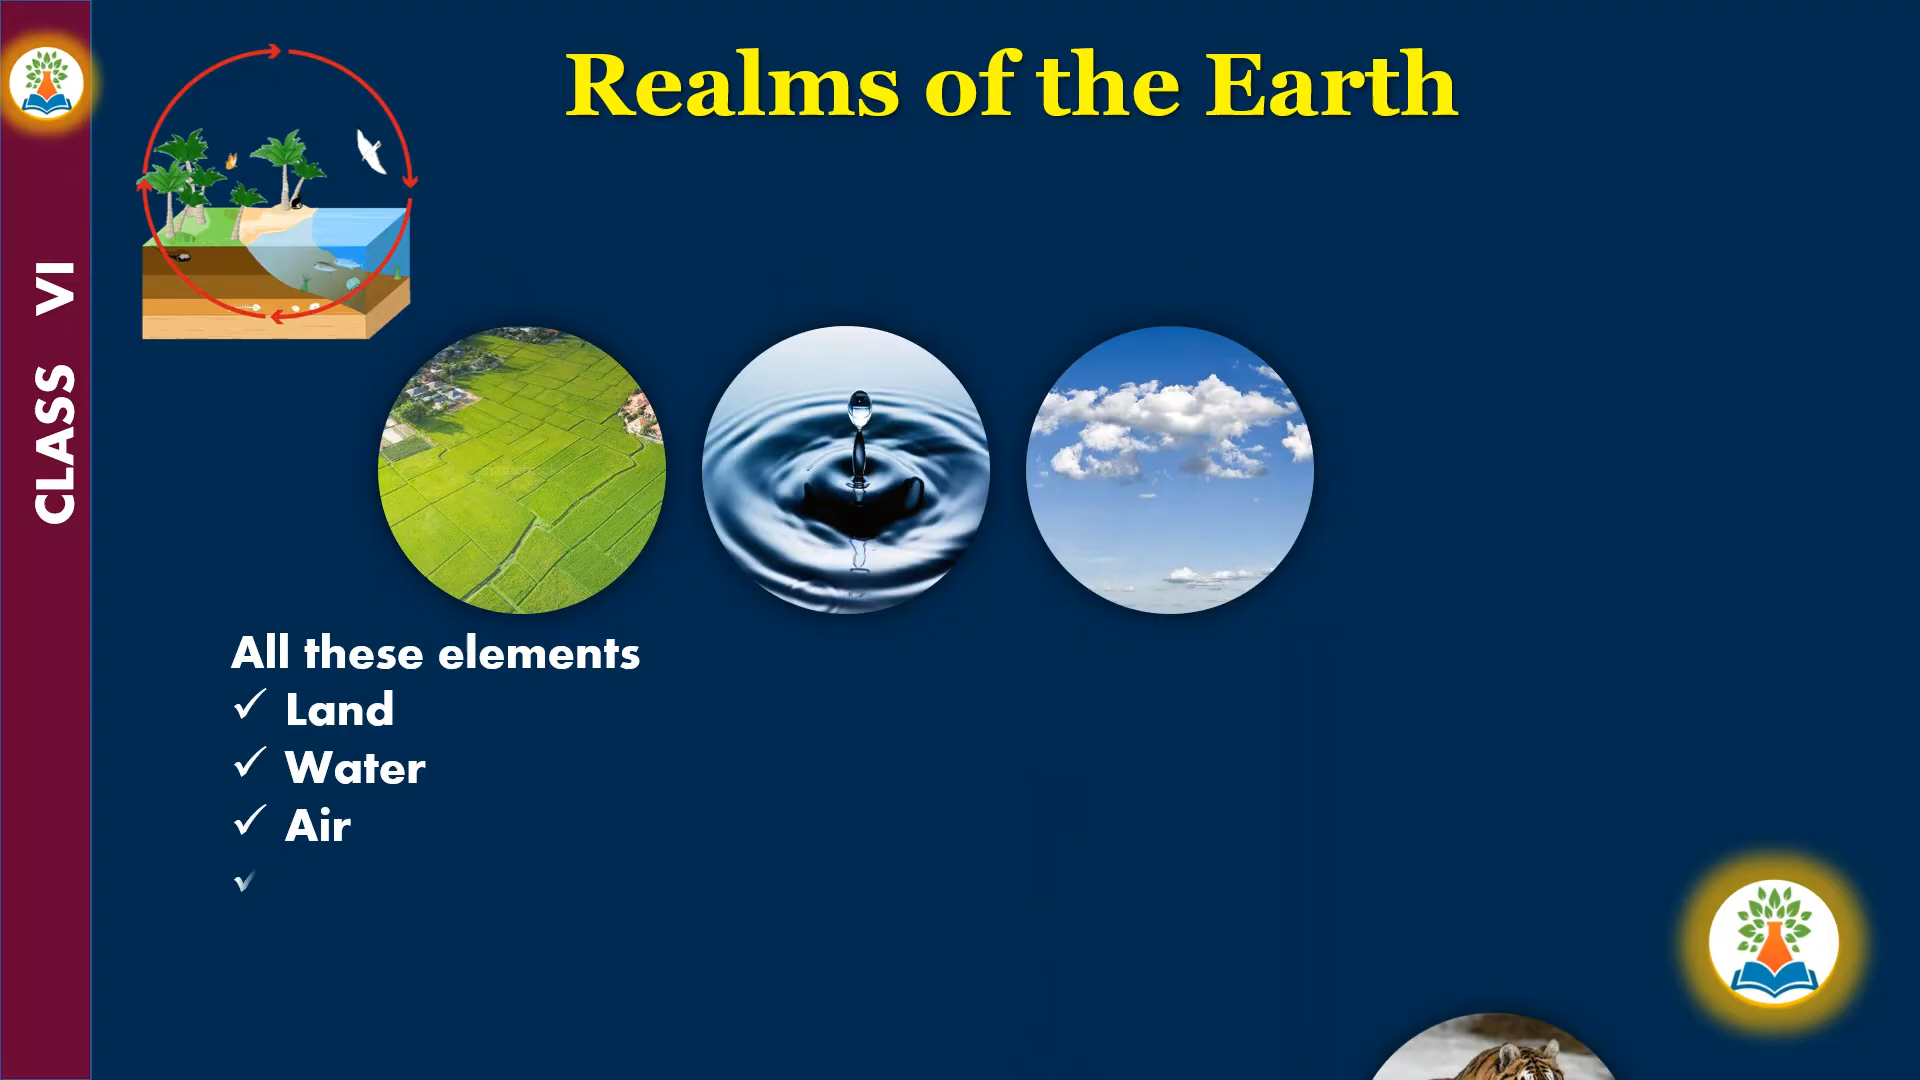 Realms of the Earth
CLASS VI
All these elements
✓ Land
✓ Water
✓ Air
✓